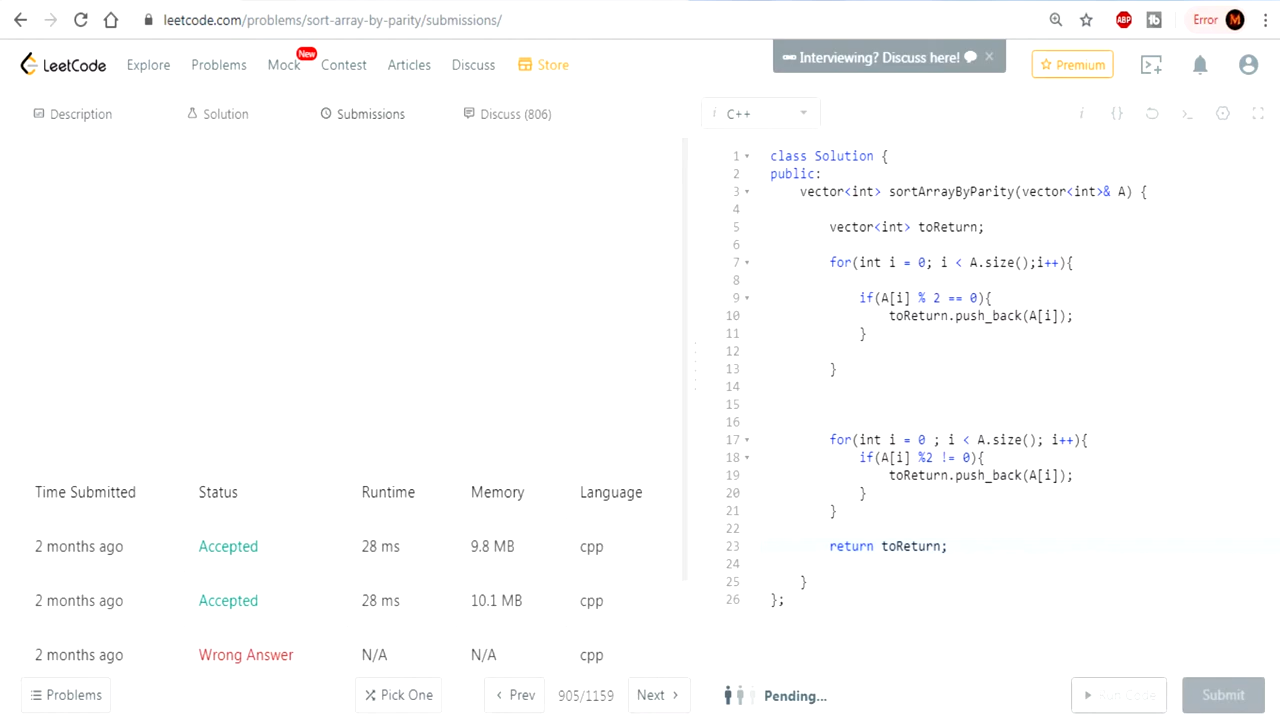 leetcode.com/problems/sort-array-by-parity/submissions/
ABP
Error M
LeetCode Explore Problems Mock New Contest Articles Discuss Store
Interviewing? Discuss here! ×
Premium
Description Solution Submissions Discuss (806)
i C++
1 class Solution {
2 public:
3 vector<int> sortArrayByParity(vector<int>& A) {
4
5 vector<int> toReturn;
6
7 for(int i = 0; i < A.size();i++){
8
9 if(A[i] % 2 == 0){
10 toReturn.push_back(A[i]);
11 }
12
13 }
14
15
16
17 for(int i = 0 ; i < A.size(); i++){
18 if(A[i] %2 != 0){
19 toReturn.push_back(A[i]);
20 }
21 }
22
23 return toReturn;
24
25 }
26 };
Time Submitted Status Runtime Memory Language
2 months ago Accepted 28 ms 9.8 MB cpp
2 months ago Accepted 28 ms 10.1 MB cpp
2 months ago Wrong Answer N/A N/A cpp
Problems Pick One Prev 905/1159 Next
Pending... Run Code Submit